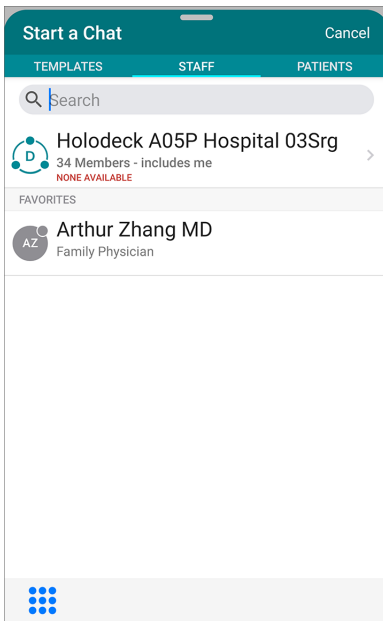 Start a Chat
Cancel
TEMPLATES
STAFF
PATIENTS
Search
D
Holodeck A05P Hospital 03Srg
34 Members - includes me
NONE AVAILABLE
FAVORITES
AZ
Arthur Zhang MD
Family Physician